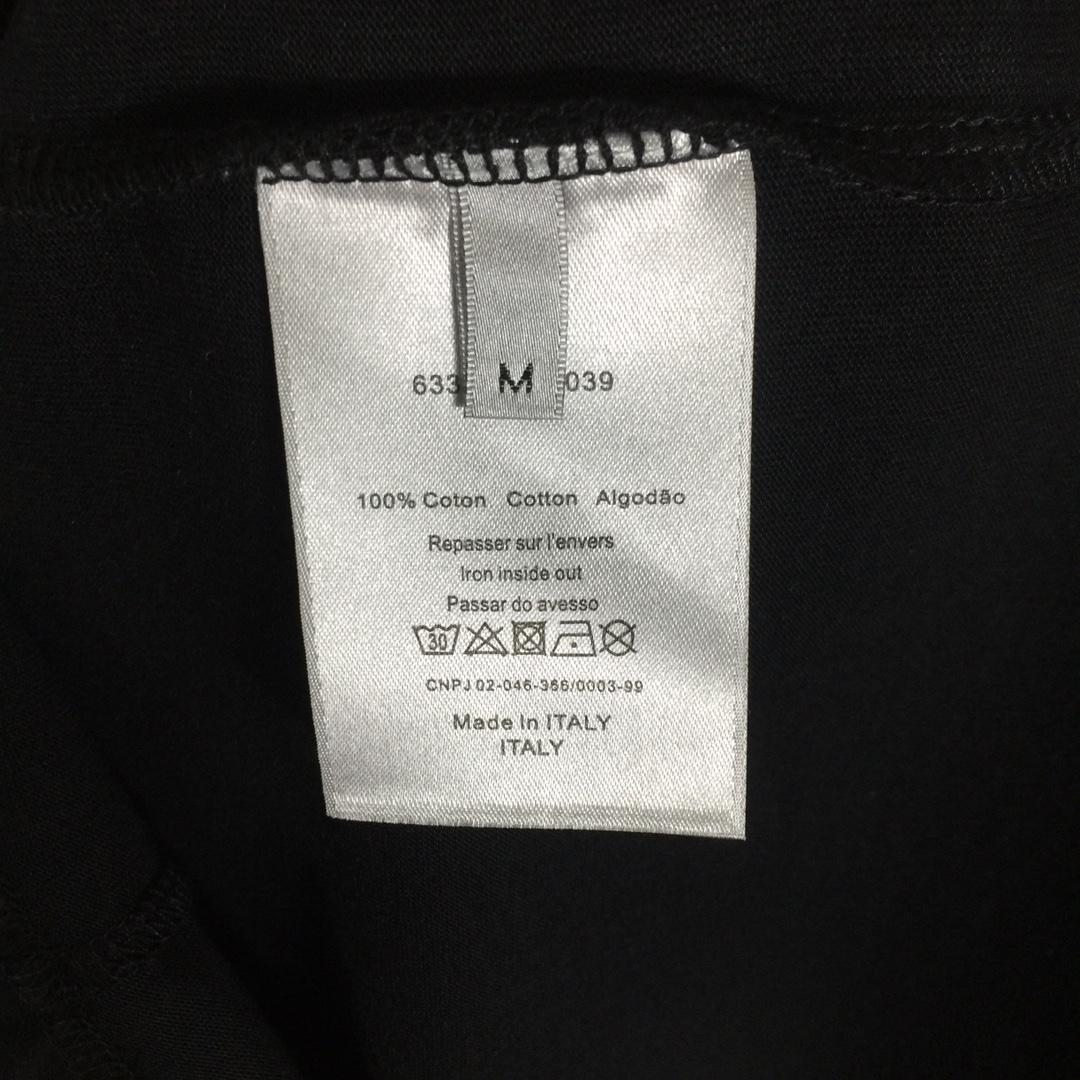 633 M 039
100% Coton Cotton Algodão
Repasser sur l'envers
Iron inside out
Passar do avesso
30
CNPJ 02-046-366/0003-99
Made In ITALY
ITALY